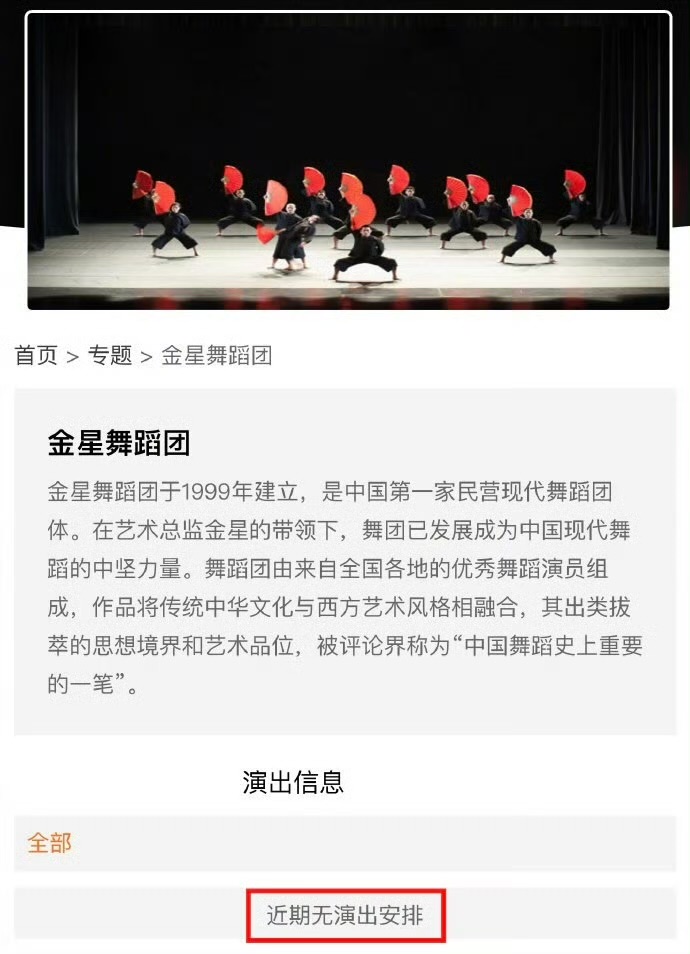 首页 > 专题 > 金星舞蹈团
金星舞蹈团
金星舞蹈团于1999年建立，是中国第一家民营现代舞蹈团
体。在艺术总监金星的带领下，舞团已发展成为中国现代舞
蹈的中坚力量。舞蹈团由来自全国各地的优秀舞蹈演员组
成，作品将传统中华文化与西方艺术风格相融合，其出类拔
萃的思想境界和艺术品位，被评论界称为“中国舞蹈史上重要
的一笔”。
演出信息
全部
近期无演出安排